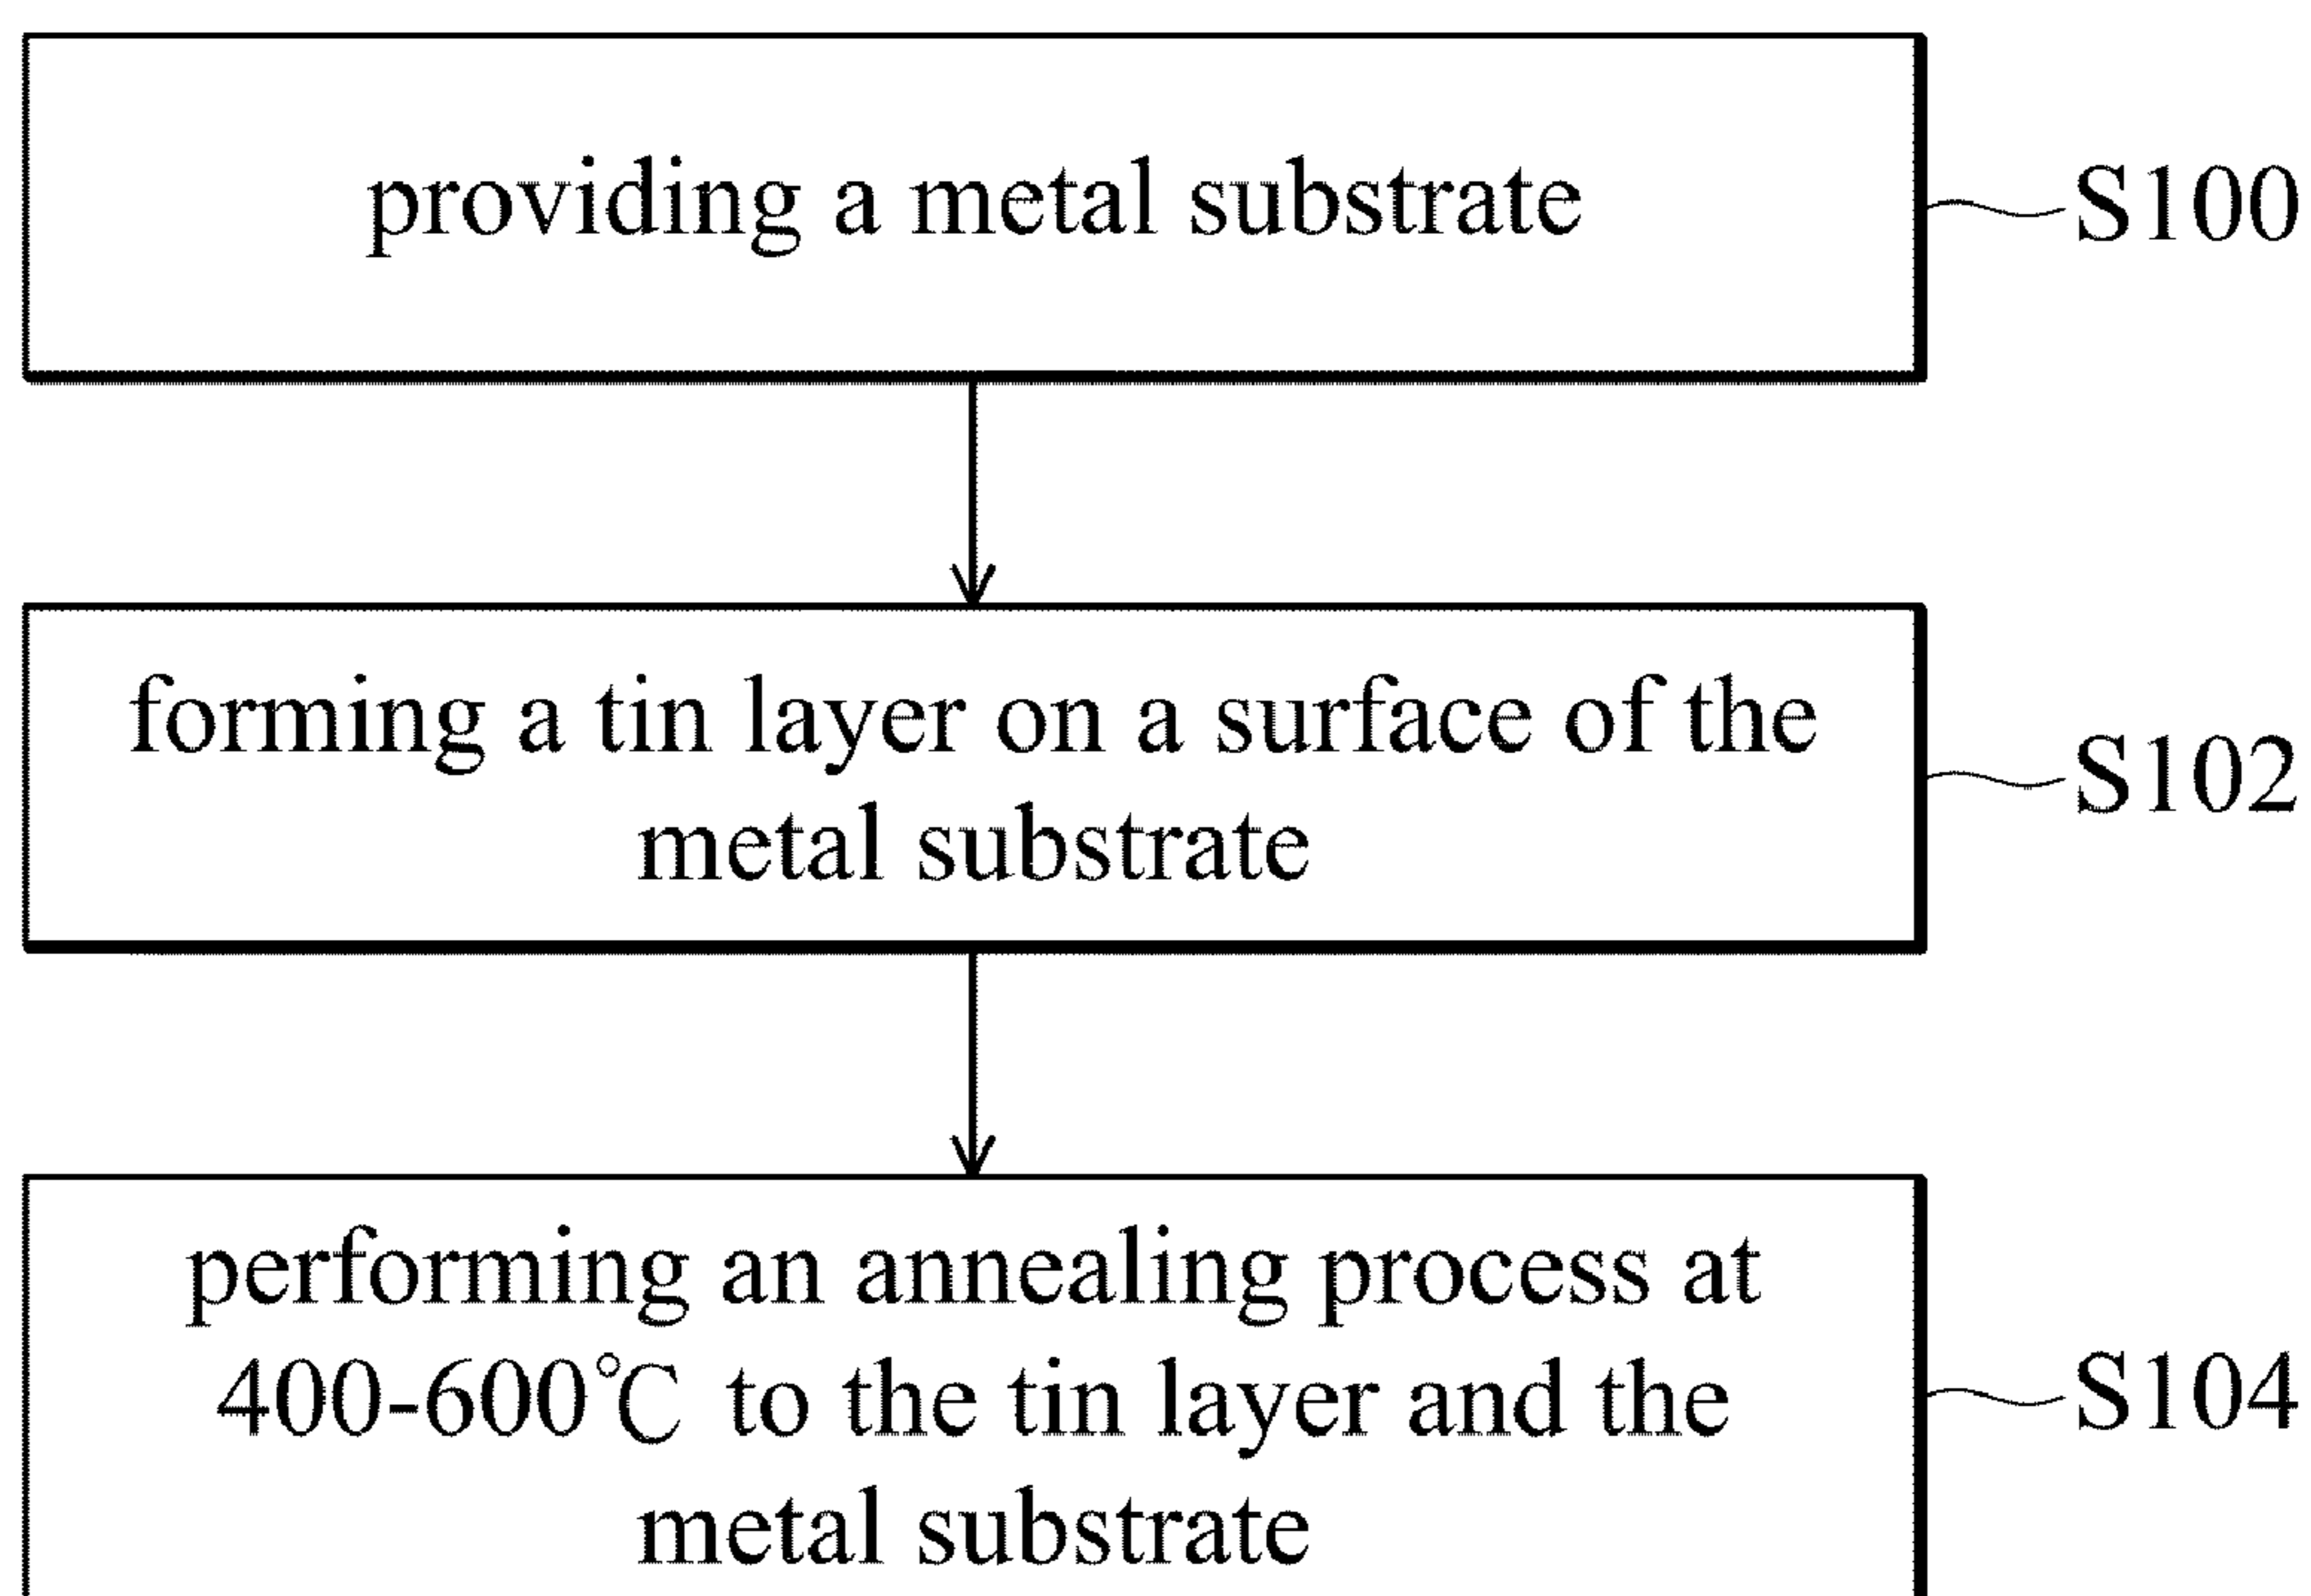 providing a metal substrate
S100
forming a tin layer on a surface of the
metal substrate
S102
performing an annealing process at
400-600℃ to the tin layer and the
metal substrate
S104